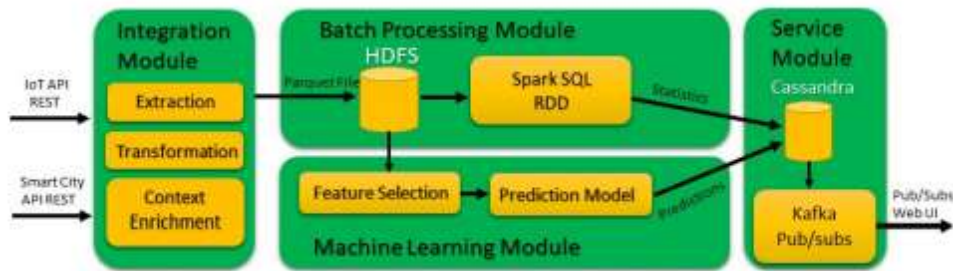 IoT API
REST
Smart City
API REST
Integration
Module
Extraction
Transformation
Context
Enrichment
Batch Processing Module
HDFS
Parquet File
Spark SQL
RDD
Statistics
Feature Selection
Prediction Model
Predictions
Machine Learning Module
Service
Module
Cassandra
Kafka
Pub/subs
Pub/Subs
Web UI